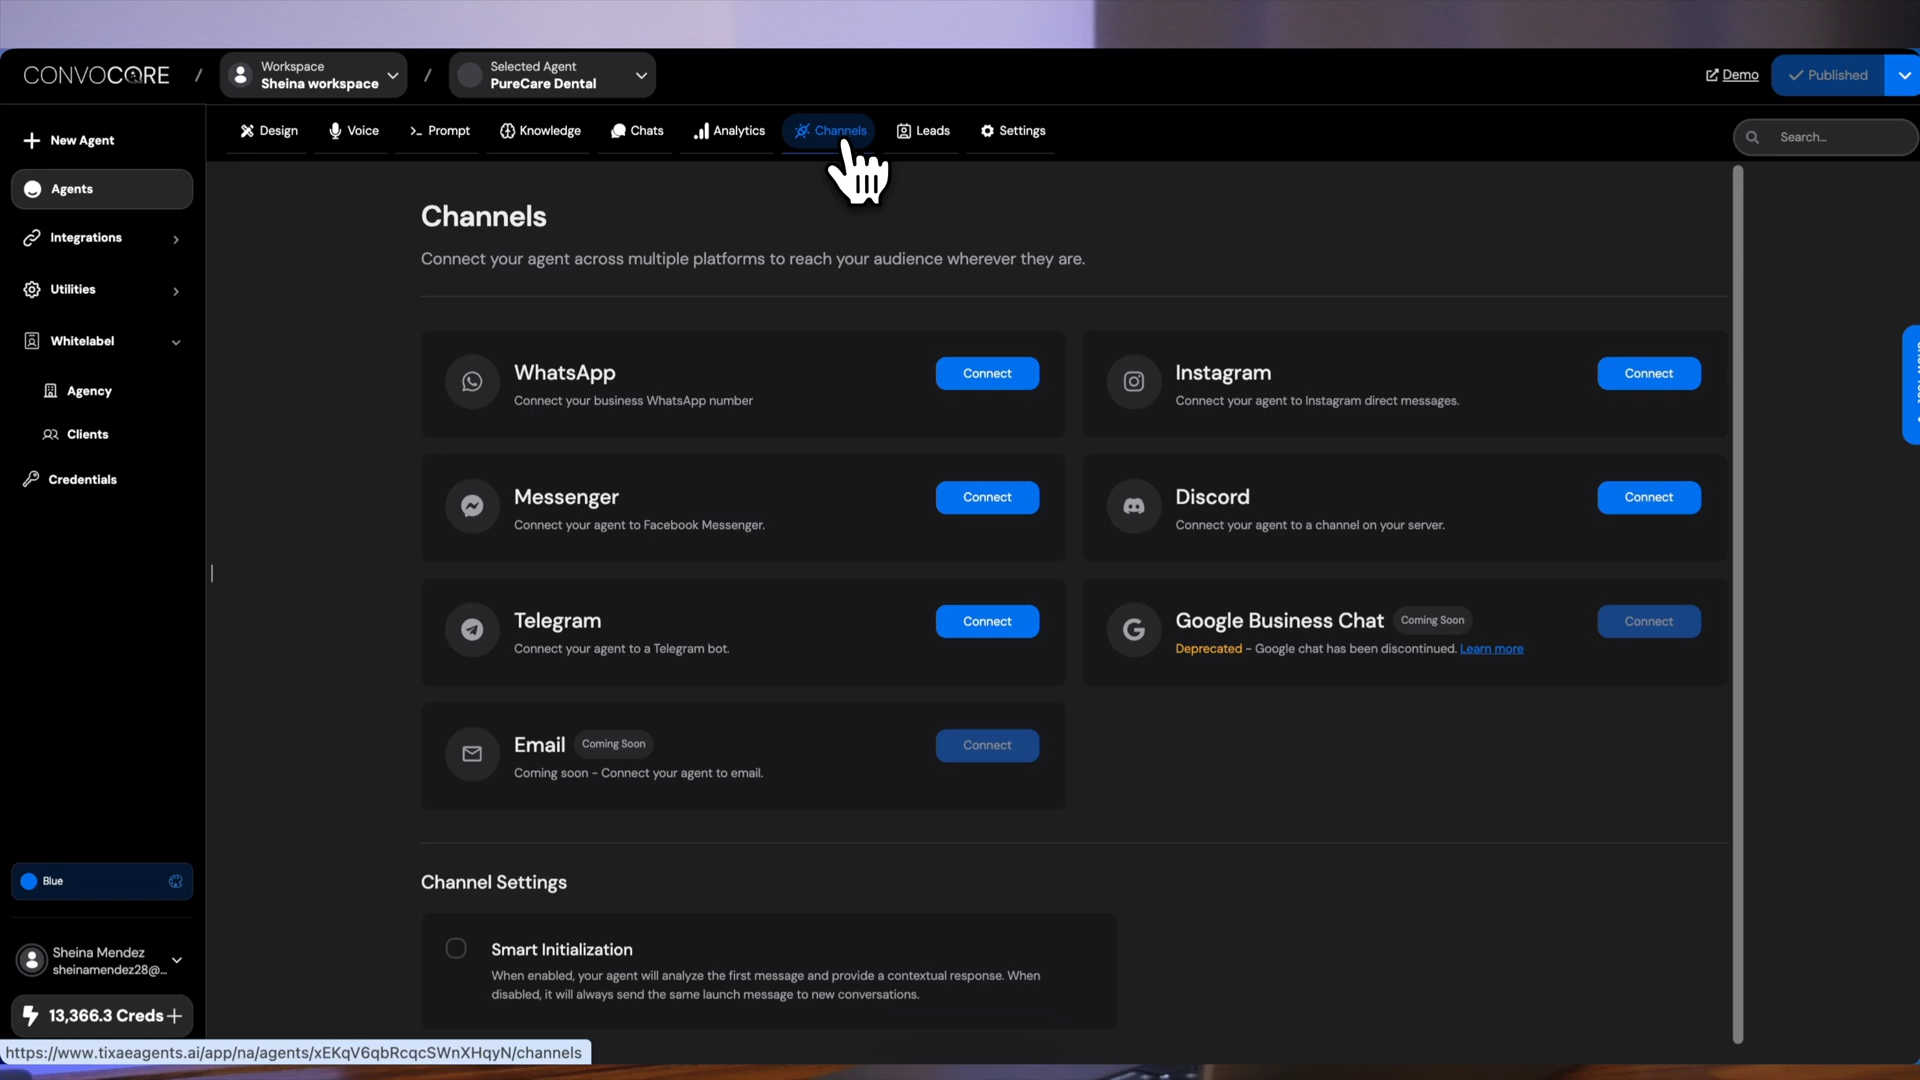 CONVOCORE
/
Workspace
Sheina workspace
/
Selected Agent
PureCare Dental
Demo
Published
New Agent
Agents
Integrations
Utilities
Whitelabel
Agency
Clients
Credentials
Design
Voice
Prompt
Knowledge
Chats
Analytics
Channels
Leads
Settings
Search...
Channels
Connect your agent across multiple platforms to reach your audience wherever they are.
WhatsApp
Connect your business WhatsApp number
Connect
Instagram
Connect your agent to Instagram direct messages.
Connect
Messenger
Connect your agent to Facebook Messenger.
Connect
Discord
Connect your agent to a channel on your server.
Connect
Telegram
Connect your agent to a Telegram bot.
Connect
Google Business Chat Coming Soon
Deprecated - Google chat has been discontinued. Learn more
Connect
Email Coming Soon
Coming soon - Connect your agent to email.
Connect
Channel Settings
Smart Initialization
When enabled, your agent will analyze the first message and provide a contextual response. When
disabled, it will always send the same launch message to new conversations.
Blue
Sheina Mendez
sheinamendez28@...
13,366.3 Creds
https://www.tixaeagents.ai/app/na/agents/xEKqV6qbRcqcSWnXHqyN/channels